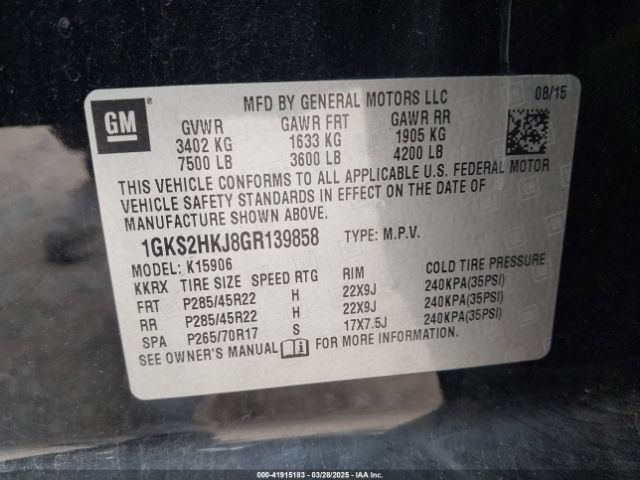 MFD BY GENERAL MOTORS LLC 08/15
GM ®
GVWR GAWR FRT GAWR RR
3402 KG 1633 KG 1905 KG
7500 LB 3600 LB 4200 LB
THIS VEHICLE CONFORMS TO ALL APPLICABLE U.S. FEDERAL MOTOR
VEHICLE SAFETY STANDARDS IN EFFECT ON THE DATE OF
MANUFACTURE SHOWN ABOVE.
1GKS2HKJ8GR139858 TYPE: M.P.V.
MODEL: K15906
KKRX TIRE SIZE SPEED RTG RIM COLD TIRE PRESSURE
FRT P285/45R22 H 22X9J 240KPA(35PSI)
RR P285/45R22 H 22X9J 240KPA(35PSI)
SPA P265/70R17 S 17X7.5J 240KPA(35PSI)
SEE OWNER'S MANUAL FOR MORE INFORMATION.
000-41915183 - 03/28/2025 - IAA Inc.